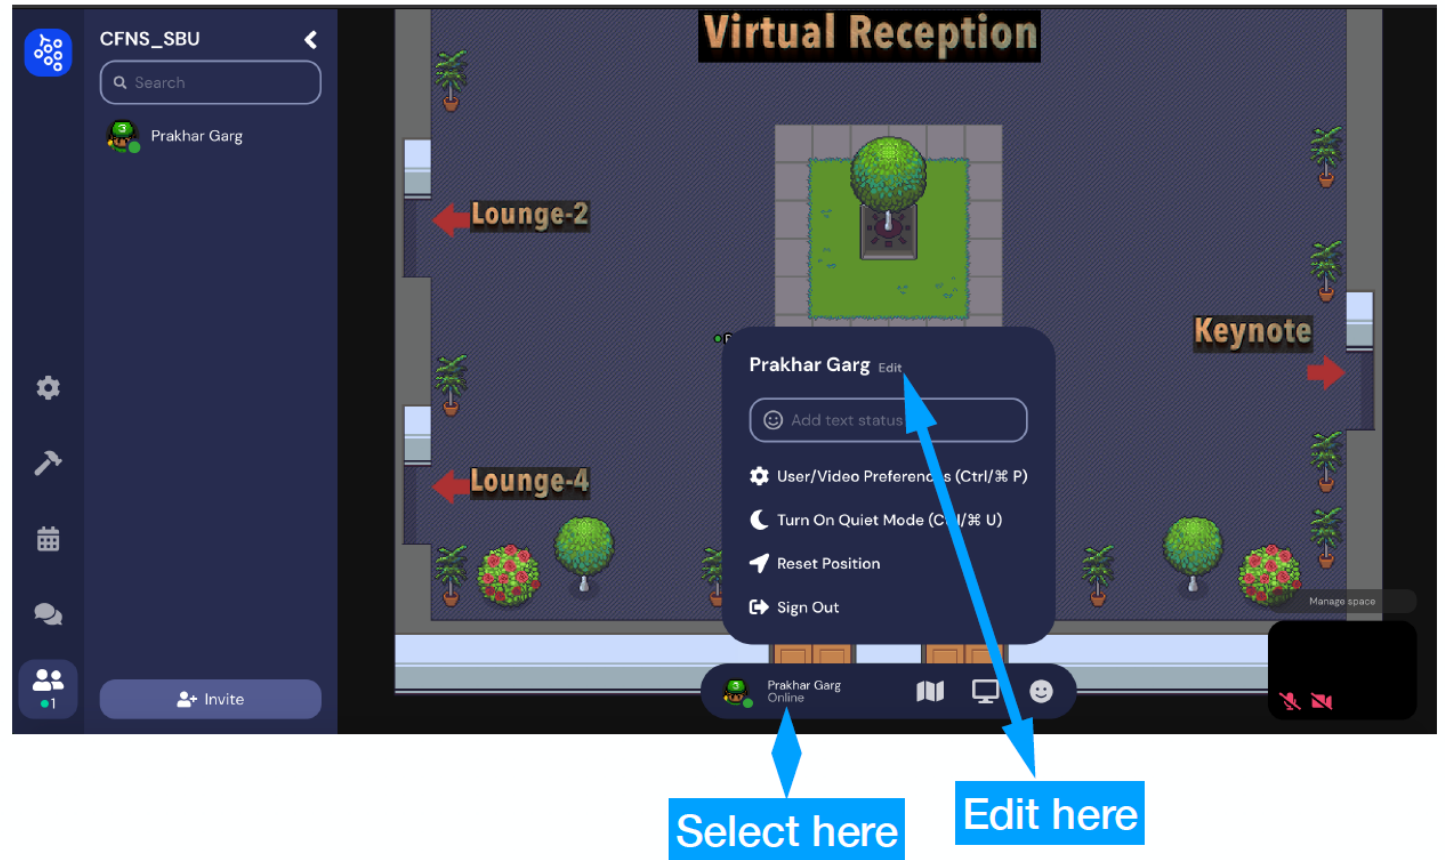 CFNS_SBU
Search
Prakhar Garg
Invite
1
Virtual Reception
Lounge-2
Keynote
Lounge-4
Prakhar Garg Edit
Add text status
User/Video Preferences (Ctrl/⌘ P)
Turn On Quiet Mode (Ctrl/⌘ U)
Reset Position
Sign Out
Manage space
Prakhar Garg
Online
Select here
Edit here